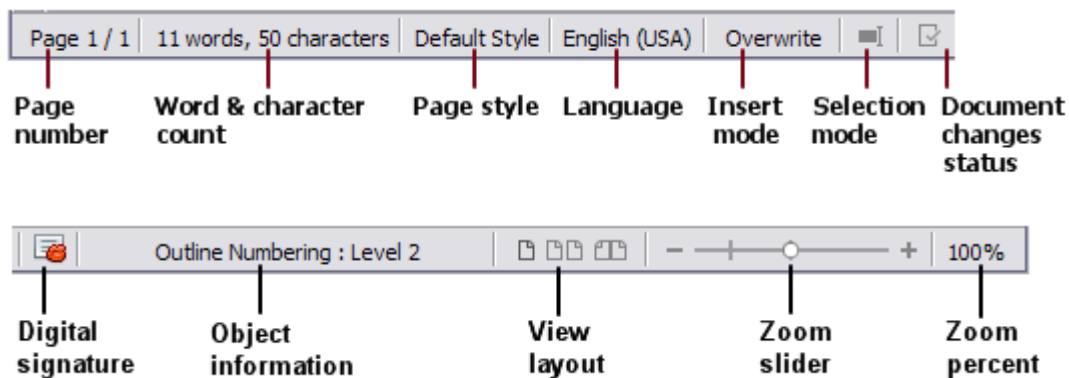 Page 1 / 1 11 words, 50 characters Default Style English (USA) Overwrite
Page number
Word & character count
Page style
Language
Insert mode
Selection mode
Document changes status
Outline Numbering : Level 2 100%
Digital signature
Object information
View layout
Zoom slider
Zoom percent